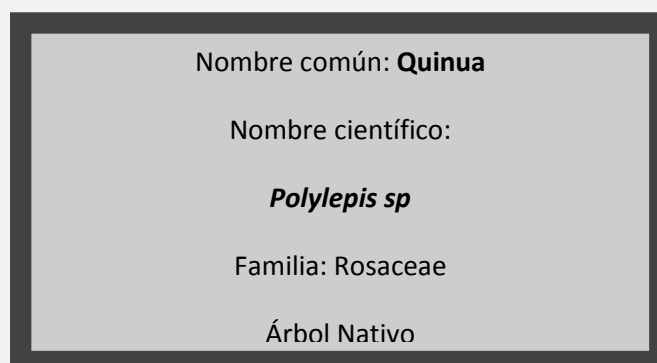 Nombre común: Quinua
Nombre científico:
Polylepis sp
Familia: Rosaceae
Árbol Nativo